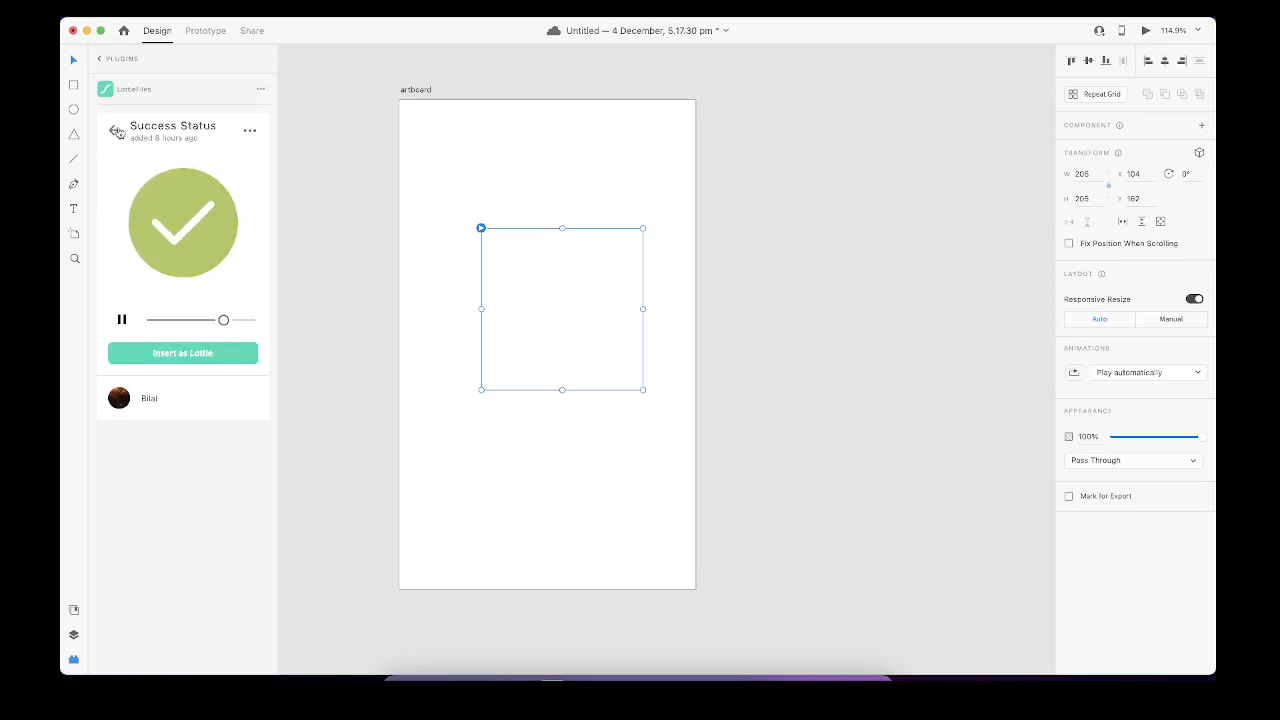 Design Prototype Share
Untitled — 4 December, 5.17.30 pm *
114.9%
PLUGINS
LottieFiles
Success Status
added 8 hours ago
Insert as Lottie
Bilal
artboard
Repeat Grid
COMPONENT
TRANSFORM
W 205 X 104 0°
H 205 Y 162
Fix Position When Scrolling
LAYOUT
Responsive Resize
Auto Manual
ANIMATIONS
Play automatically
APPEARANCE
100%
Pass Through
Mark for Export